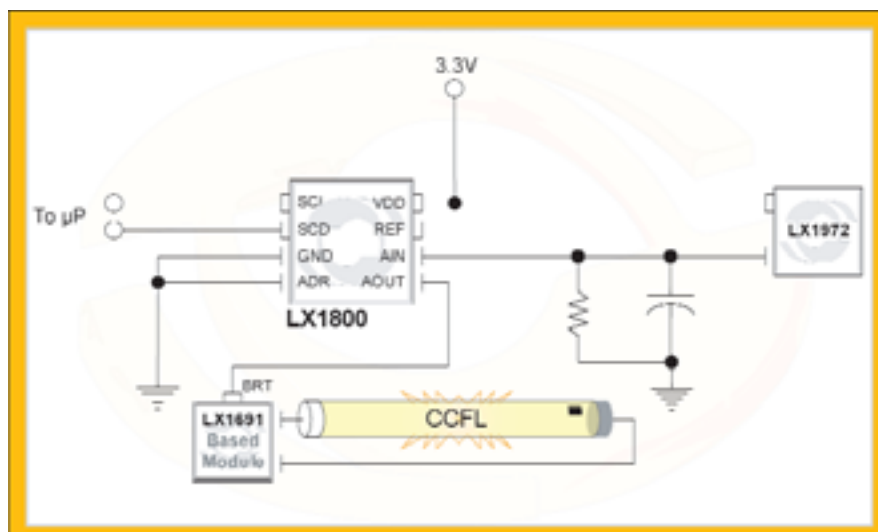 3.3V
To µP
SCL VDD
SCD REF
GND AIN
ADR AOUT
LX1800
LX1972
BRT
LX1691
Based
Module
CCFL